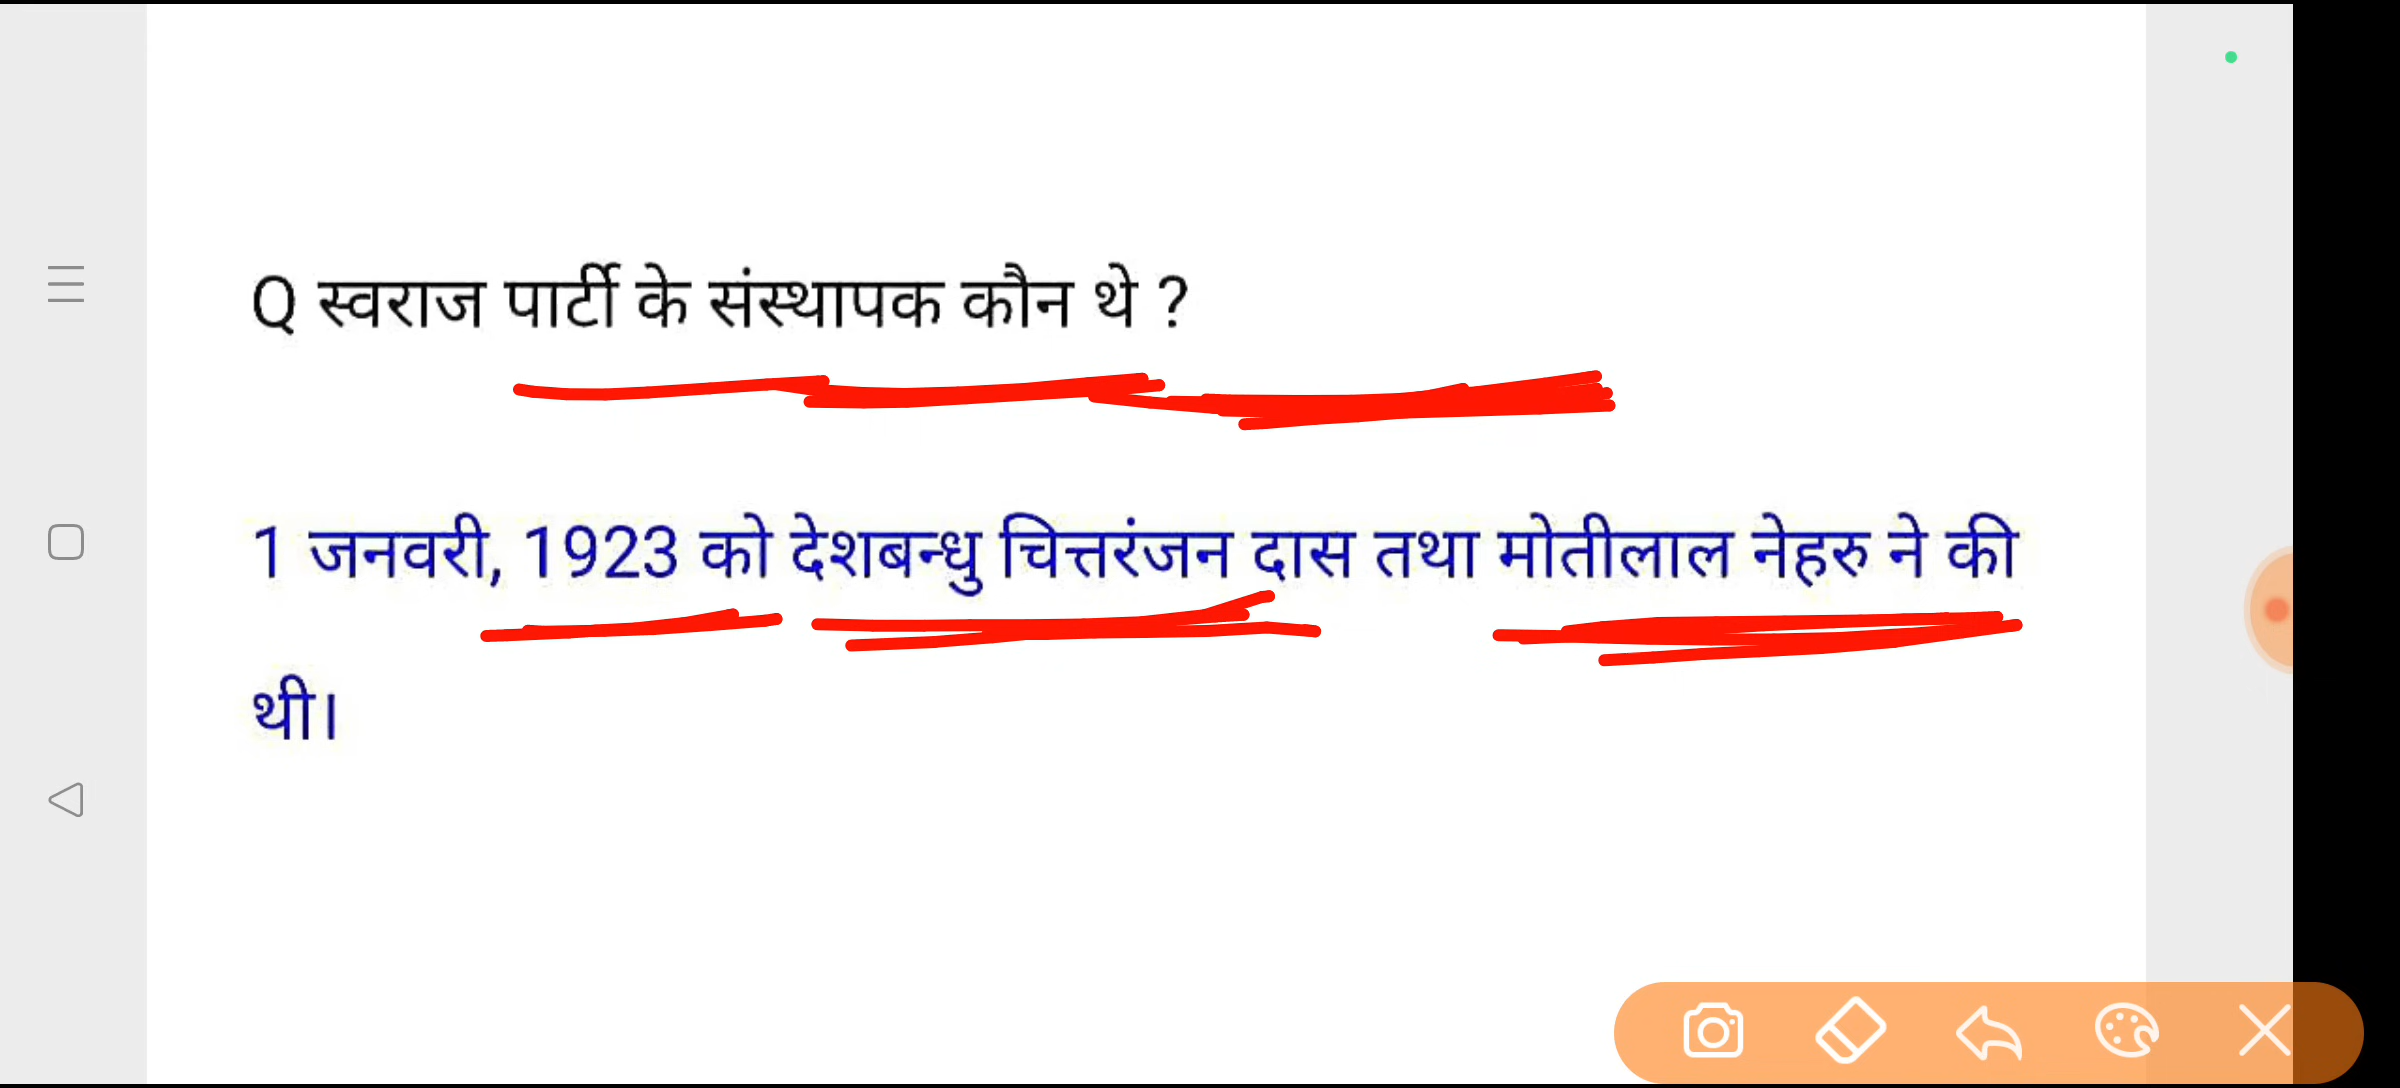 Q स्वराज पार्टी के संस्थापक कौन थे ?
1 जनवरी, 1923 को देशबन्धु चित्तरंजन दास तथा मोतीलाल नेहरु ने की
थी।